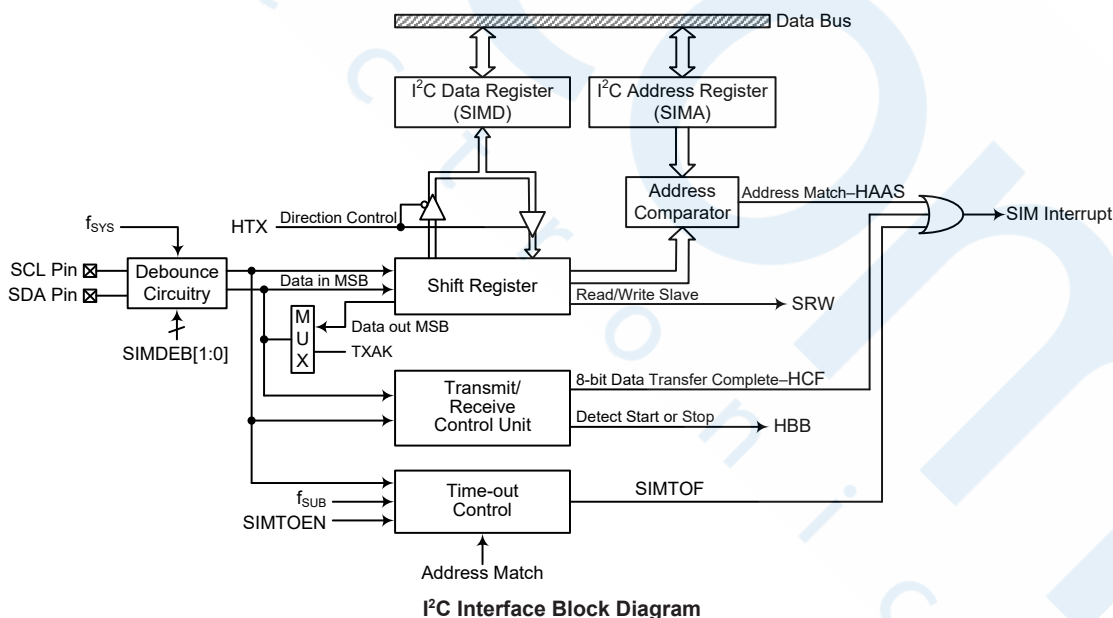 Data Bus
I²C Data Register
(SIMD)
I²C Address Register
(SIMA)
Address
Comparator
Address Match–HAAS
SIM Interrupt
HTX
Direction Control
fSYS
SCL Pin
SDA Pin
Debounce
Circuitry
SIMDEB[1:0]
Data in MSB
Shift Register
Read/Write Slave
SRW
M
U
X
Data out MSB
TXAK
Transmit/
Receive
Control Unit
8-bit Data Transfer Complete–HCF
Detect Start or Stop
HBB
Time-out
Control
fSUB
SIMTOEN
SIMTOF
Address Match
I²C Interface Block Diagram